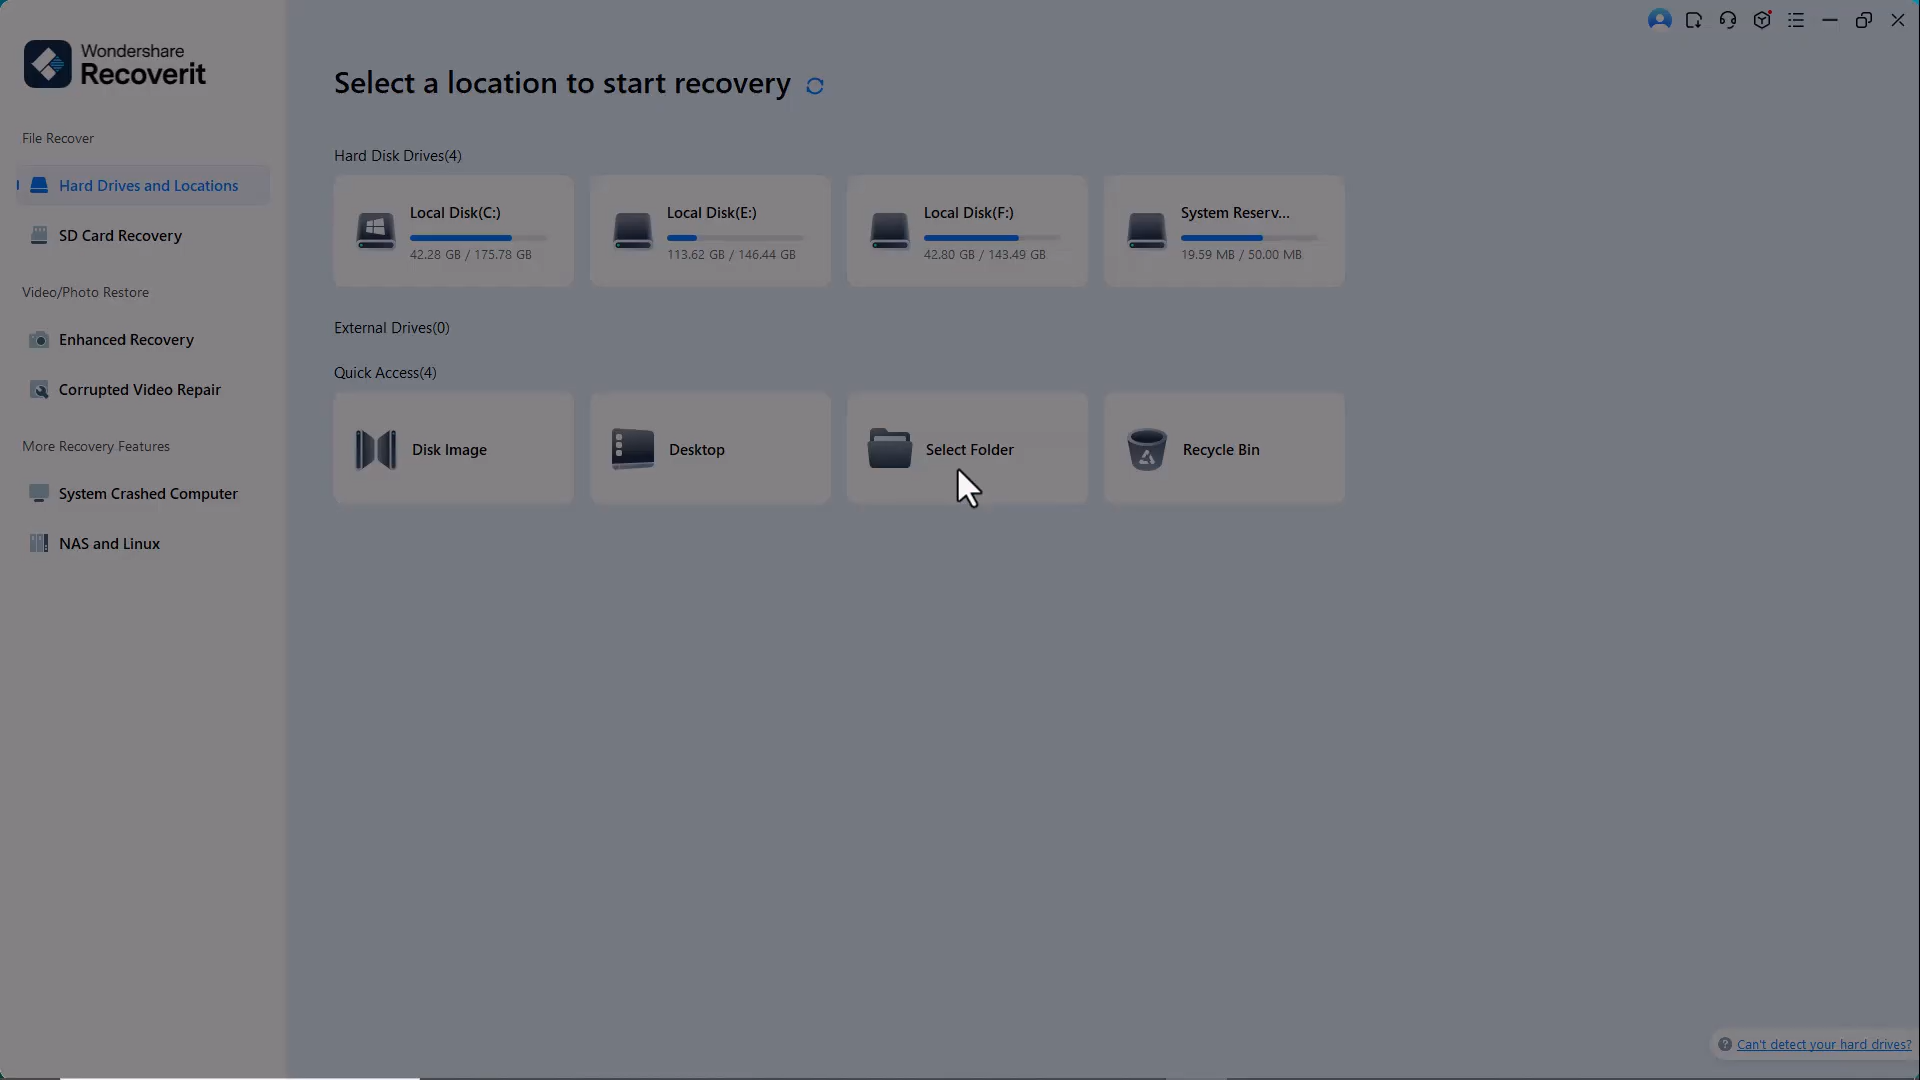 Wondershare
Recoverit
File Recover
Hard Drives and Locations
SD Card Recovery
Video/Photo Restore
Enhanced Recovery
Corrupted Video Repair
More Recovery Features
System Crashed Computer
NAS and Linux
Select a location to start recovery
Hard Disk Drives(4)
Local Disk(C:)
42.28 GB / 175.78 GB
Local Disk(E:)
113.62 GB / 146.44 GB
Local Disk(F:)
42.80 GB / 143.49 GB
System Reserv...
19.59 MB / 50.00 MB
External Drives(0)
Quick Access(4)
Disk Image
Desktop
Select Folder
Recycle Bin
Can't detect your hard drives?